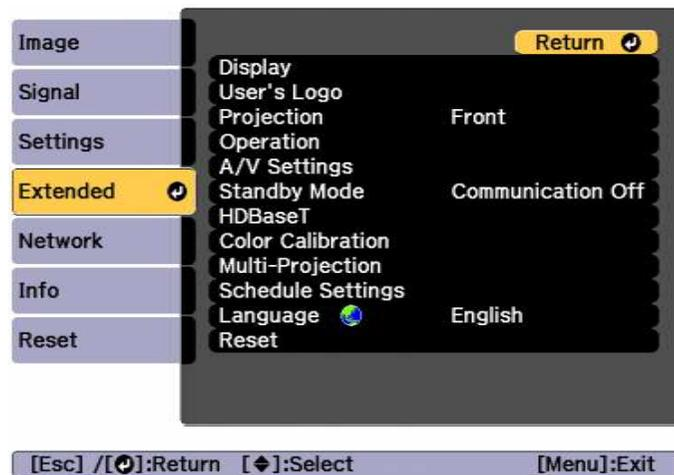 Image
Signal
Settings
Extended
Network
Info
Reset
Return
Display
User's Logo
Projection Front
Operation
A/V Settings
Standby Mode Communication Off
HDBaseT
Color Calibration
Multi-Projection
Schedule Settings
Language English
Reset
[Esc] /[ ]:Return [ ]:Select [Menu]:Exit